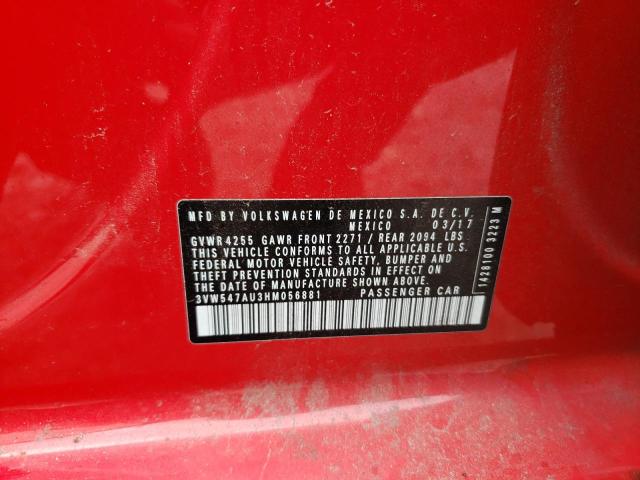 MFD BY VOLKSWAGEN DE MEXICO S.A. DE C.V.
MEXICO 03/17
GVWR 4255 GAWR FRONT 2271 / REAR 2094 LBS
THIS VEHICLE CONFORMS TO ALL APPLICABLE U.S.
FEDERAL MOTOR VEHICLE SAFETY, BUMPER AND
THEFT PREVENTION STANDARDS IN EFFECT ON THE
DATE OF MANUFACTURE SHOWN ABOVE.
3VW547AU3HM056881 PASSENGER CAR
1428100 3223 M